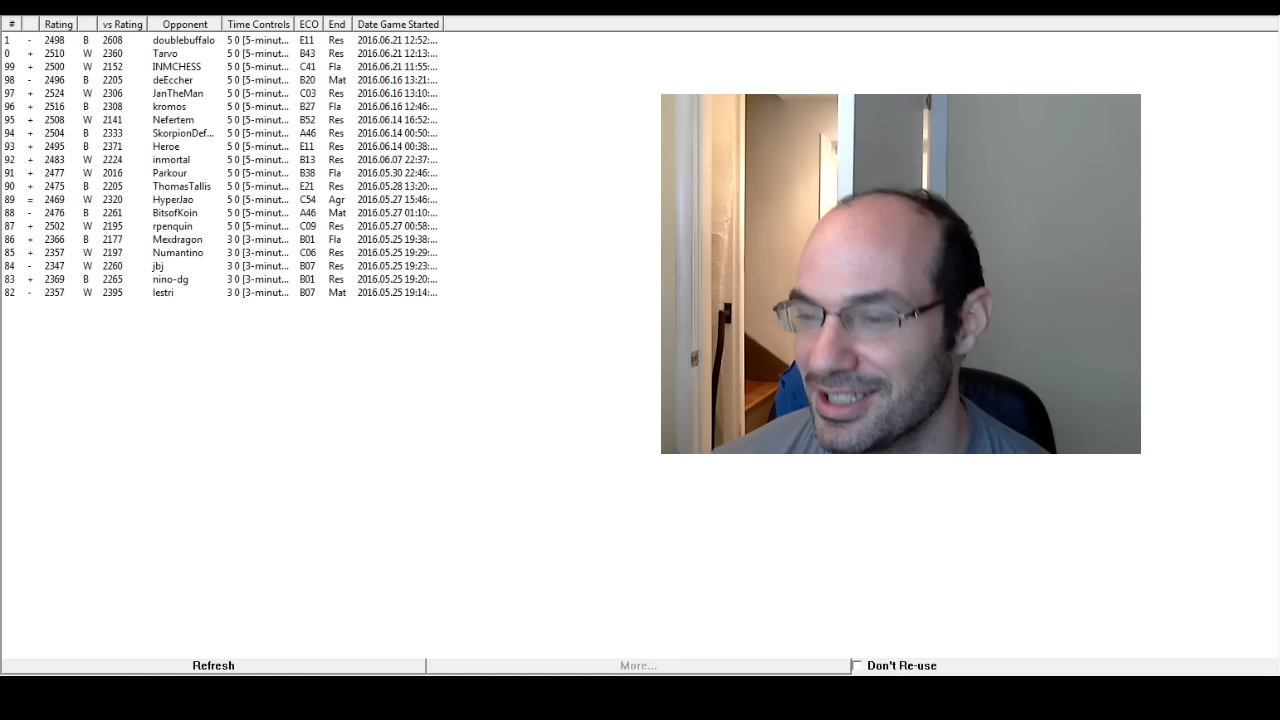 # Rating vs Rating Opponent Time Controls ECO End Date Game Started
1 - 2498 B 2608 doublebuffalo 5 0 [5-minut... E11 Res 2016.06.21 12:52:...
0 + 2510 W 2360 Tarvo 5 0 [5-minut... B43 Res 2016.06.21 12:13:...
99 + 2500 W 2152 INMCHESS 5 0 [5-minut... C41 Fla 2016.06.21 11:55:...
98 - 2496 B 2205 deEccher 5 0 [5-minut... B20 Mat 2016.06.16 13:21:...
97 + 2524 W 2306 JanTheMan 5 0 [5-minut... C03 Res 2016.06.16 13:10:...
96 + 2516 B 2308 kromos 5 0 [5-minut... B27 Fla 2016.06.16 12:46:...
95 + 2508 W 2141 Nefertem 5 0 [5-minut... B52 Res 2016.06.14 16:52:...
94 + 2504 B 2333 SkorpionDef... 5 0 [5-minut... A46 Res 2016.06.14 00:50:...
93 + 2495 B 2371 Heroe 5 0 [5-minut... E11 Res 2016.06.14 00:38:...
92 + 2483 W 2224 inmortal 5 0 [5-minut... B13 Res 2016.06.07 22:37:...
91 + 2477 W 2016 Parkour 5 0 [5-minut... B38 Fla 2016.05.30 22:46:...
90 + 2475 B 2205 ThomasTallis 5 0 [5-minut... E21 Res 2016.05.28 13:20:...
89 = 2469 W 2320 HyperJao 5 0 [5-minut... C54 Agr 2016.05.27 15:46:...
88 - 2476 B 2261 BitsofKoin 5 0 [5-minut... A46 Mat 2016.05.27 01:10:...
87 + 2502 W 2195 rpenquin 5 0 [5-minut... C09 Res 2016.05.27 00:58:...
86 + 2366 B 2177 Mexdragon 3 0 [3-minut... B01 Fla 2016.05.25 19:38:...
85 + 2357 W 2197 Numantino 3 0 [3-minut... C06 Res 2016.05.25 19:29:...
84 - 2347 W 2260 jbj 3 0 [3-minut... B07 Res 2016.05.25 19:23:...
83 + 2369 B 2265 nino-dg 3 0 [3-minut... B01 Res 2016.05.25 19:20:...
82 - 2357 W 2395 lestri 3 0 [3-minut... B07 Mat 2016.05.25 19:14:...
Refresh More... Don't Re-use